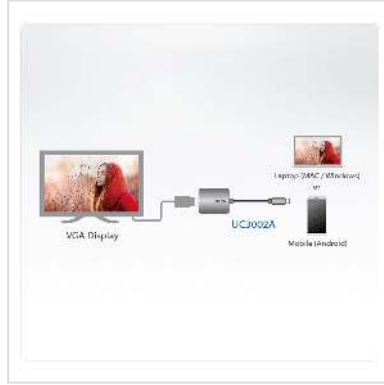 Laptop (MAC / Windows)
or
UC3002A
VGA Display
Mobile (Android)